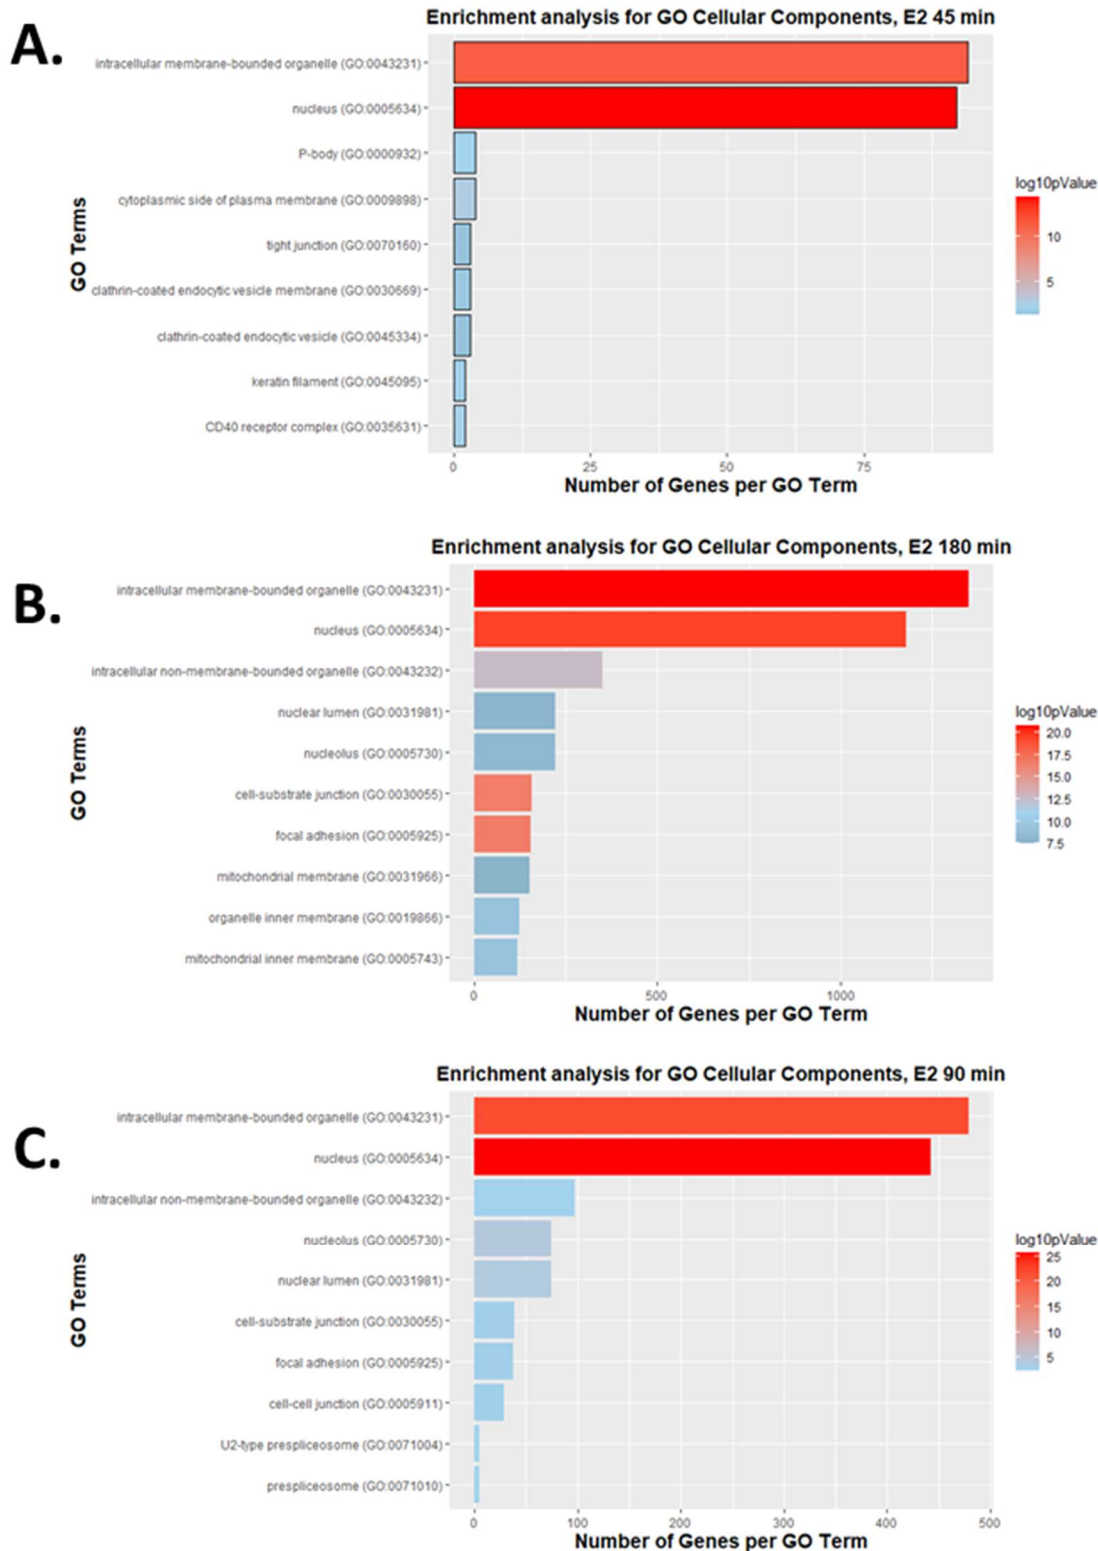 A.
Enrichment analysis for GO Cellular Components, E2 45 min
GO Terms
intracellular membrane-bounded organelle (GO:0043231)
nucleus (GO:0005634)
P-body (GO:0000932)
cytoplasmic side of plasma membrane (GO:0009898)
tight junction (GO:0070160)
clathrin-coated endocytic vesicle membrane (GO:0030669)
clathrin-coated endocytic vesicle (GO:0045334)
keratin filament (GO:0045095)
CD40 receptor complex (GO:0035631)
0 25 50 75
Number of Genes per GO Term
log10pValue
10
5
B.
Enrichment analysis for GO Cellular Components, E2 180 min
GO Terms
intracellular membrane-bounded organelle (GO:0043231)
nucleus (GO:0005634)
intracellular non-membrane-bounded organelle (GO:0043232)
nuclear lumen (GO:0031981)
nucleolus (GO:0005730)
cell-substrate junction (GO:0030055)
focal adhesion (GO:0005925)
mitochondrial membrane (GO:0031966)
organelle inner membrane (GO:0019866)
mitochondrial inner membrane (GO:0005743)
0 500 1000
Number of Genes per GO Term
log10pValue
20.0
17.5
15.0
12.5
10.0
7.5
C.
Enrichment analysis for GO Cellular Components, E2 90 min
GO Terms
intracellular membrane-bounded organelle (GO:0043231)
nucleus (GO:0005634)
intracellular non-membrane-bounded organelle (GO:0043232)
nucleolus (GO:0005730)
nuclear lumen (GO:0031981)
cell-substrate junction (GO:0030055)
focal adhesion (GO:0005925)
cell-cell junction (GO:0005911)
U2-type prespliceosome (GO:0071004)
prespliceosome (GO:0071010)
0 100 200 300 400 500
Number of Genes per GO Term
log10pValue
25
20
15
10
5